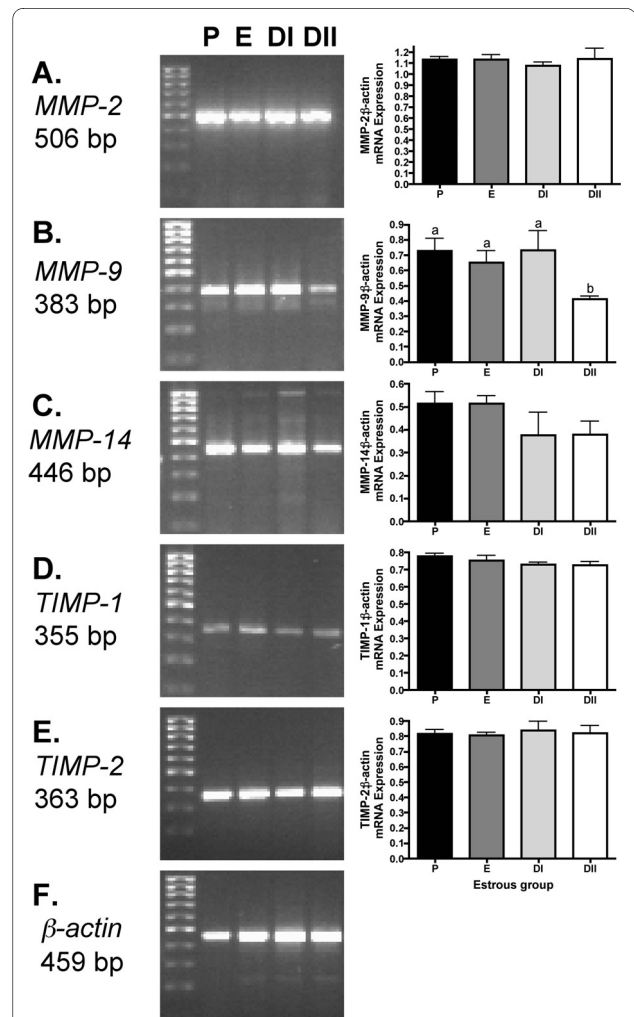 P E DI DII
A.
MMP-2
506 bp
MMP-2:β-actin
mRNA Expression
1.2
1.1
1.0
0.9
0.8
0.7
0.6
0.5
0.4
0.3
0.2
0.1
0.0
P E DI DII
B.
MMP-9
383 bp
MMP-9:β-actin
mRNA Expression
0.9
0.8
0.7
0.6
0.5
0.4
0.3
0.2
0.1
0.0
a a a b
P E DI DII
C.
MMP-14
446 bp
MMP-14:β-actin
mRNA Expression
0.6
0.5
0.4
0.3
0.2
0.1
0.0
P E DI DII
D.
TIMP-1
355 bp
TIMP-1:β-actin
mRNA Expression
0.8
0.7
0.6
0.5
0.4
0.3
0.2
0.1
0.0
P E DI DII
E.
TIMP-2
363 bp
TIMP-2:β-actin
mRNA Expression
0.9
0.8
0.7
0.6
0.5
0.4
0.3
0.2
0.1
0.0
P E DI DII
Estrous group
F.
β-actin
459 bp